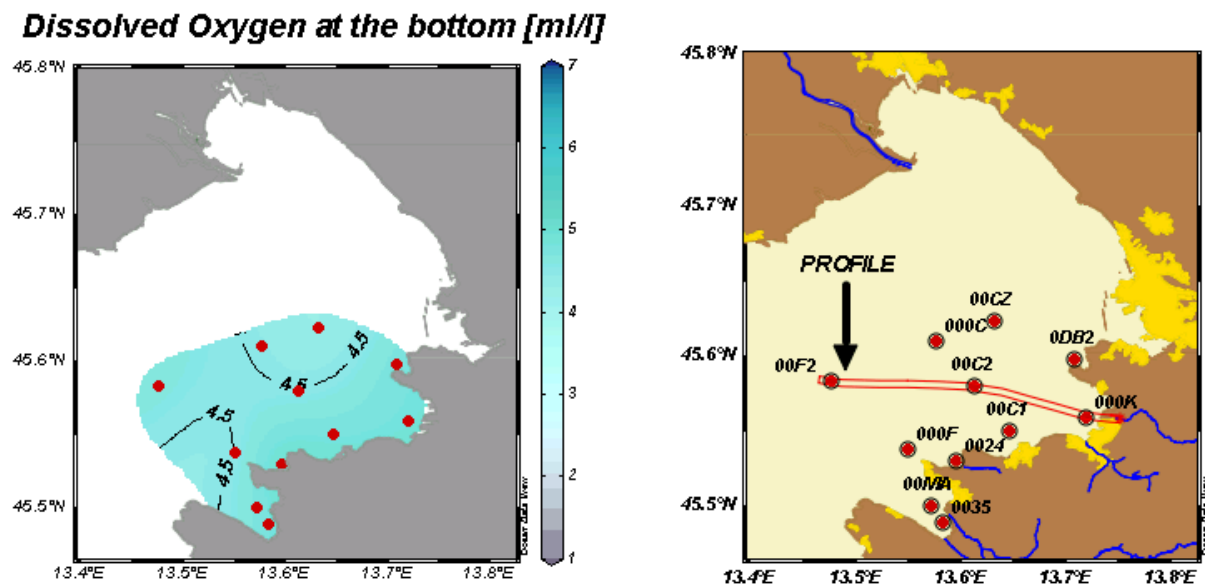 Dissolved Oxygen at the bottom [ml/l]
45.8°N
45.7°N
45.6°N
45.5°N
13.4°E 13.5°E 13.6°E 13.7°E 13.8°E
4.5
4.5
4.5
4.5
7
6
5
4
3
2
1
Ocean Data View
45.8°N
45.7°N
45.6°N
45.5°N
13.4°E 13.5°E 13.6°E 13.7°E 13.8°E
PROFILE
00CZ
000C
0DB2
00F2
00C2
000K
00C1
000F
0024
00MA
0035
Ocean Data View